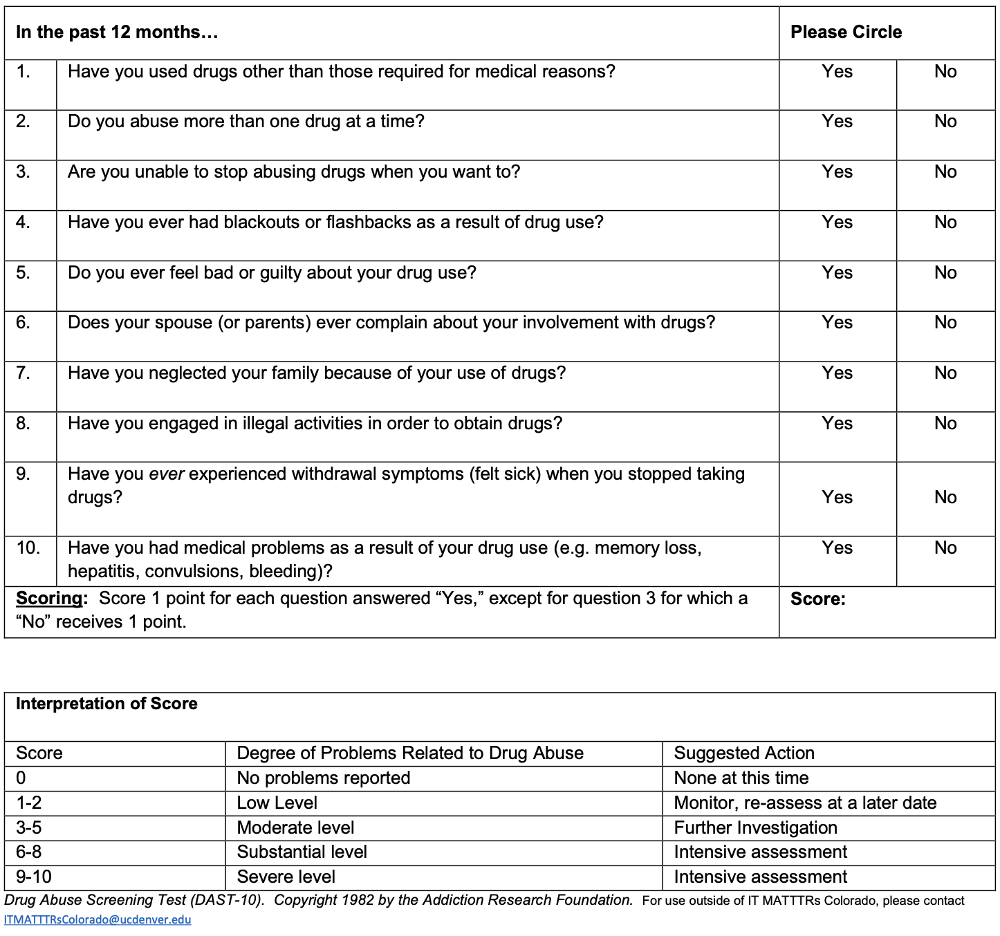 In the past 12 months… Please Circle
1. Have you used drugs other than those required for medical reasons? Yes No
2. Do you abuse more than one drug at a time? Yes No
3. Are you unable to stop abusing drugs when you want to? Yes No
4. Have you ever had blackouts or flashbacks as a result of drug use? Yes No
5. Do you ever feel bad or guilty about your drug use? Yes No
6. Does your spouse (or parents) ever complain about your involvement with drugs? Yes No
7. Have you neglected your family because of your use of drugs? Yes No
8. Have you engaged in illegal activities in order to obtain drugs? Yes No
9. Have you ever experienced withdrawal symptoms (felt sick) when you stopped taking
drugs? Yes No
10. Have you had medical problems as a result of your drug use (e.g. memory loss, Yes No
hepatitis, convulsions, bleeding)?
Scoring: Score 1 point for each question answered “Yes,” except for question 3 for which a Score:
“No” receives 1 point.
Interpretation of Score
Score Degree of Problems Related to Drug Abuse Suggested Action
0 No problems reported None at this time
1-2 Low Level Monitor, re-assess at a later date
3-5 Moderate level Further Investigation
6-8 Substantial level Intensive assessment
9-10 Severe level Intensive assessment
Drug Abuse Screening Test (DAST-10). Copyright 1982 by the Addiction Research Foundation. For use outside of IT MATTTRs Colorado, please contact
ITMATTTRsColorado@ucdenver.edu